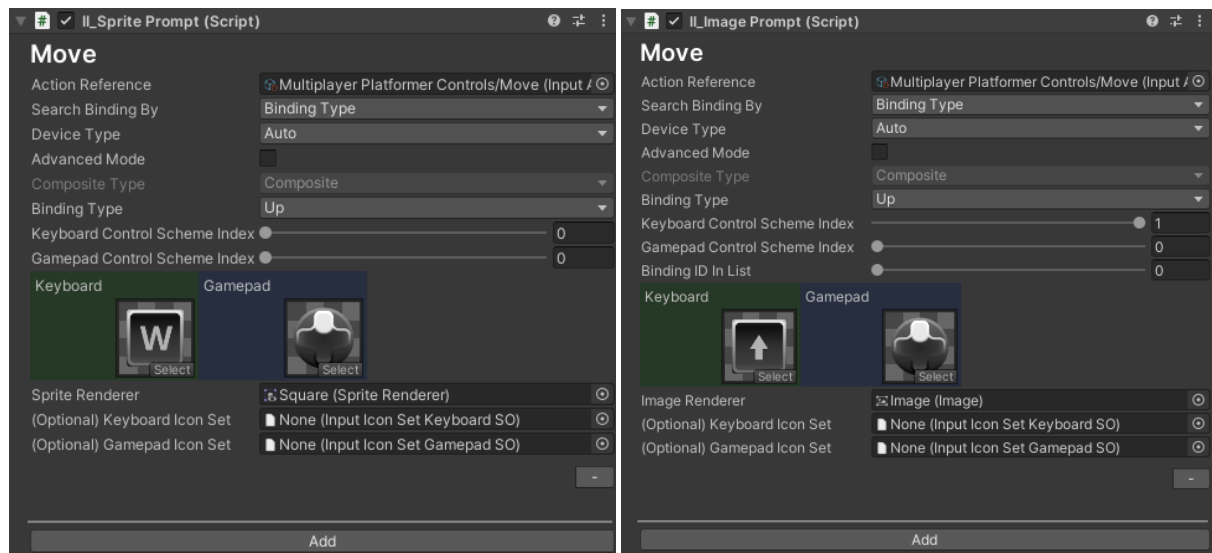 II_Sprite Prompt (Script)
Move
Action Reference
Multiplayer Platformer Controls/Move (Input A
Search Binding By
Binding Type
Device Type
Auto
Advanced Mode
Composite Type
Composite
Binding Type
Up
Keyboard Control Scheme Index
0
Gamepad Control Scheme Index
0
Keyboard
Gamepad
W
Select
Select
Sprite Renderer
Square (Sprite Renderer)
(Optional) Keyboard Icon Set
None (Input Icon Set Keyboard SO)
(Optional) Gamepad Icon Set
None (Input Icon Set Gamepad SO)
-
Add
II_Image Prompt (Script)
Move
Action Reference
Multiplayer Platformer Controls/Move (Input A
Search Binding By
Binding Type
Device Type
Auto
Advanced Mode
Composite Type
Composite
Binding Type
Up
Keyboard Control Scheme Index
1
Gamepad Control Scheme Index
0
Binding ID In List
0
Keyboard
Gamepad
Select
Select
Image Renderer
Image (Image)
(Optional) Keyboard Icon Set
None (Input Icon Set Keyboard SO)
(Optional) Gamepad Icon Set
None (Input Icon Set Gamepad SO)
-
Add